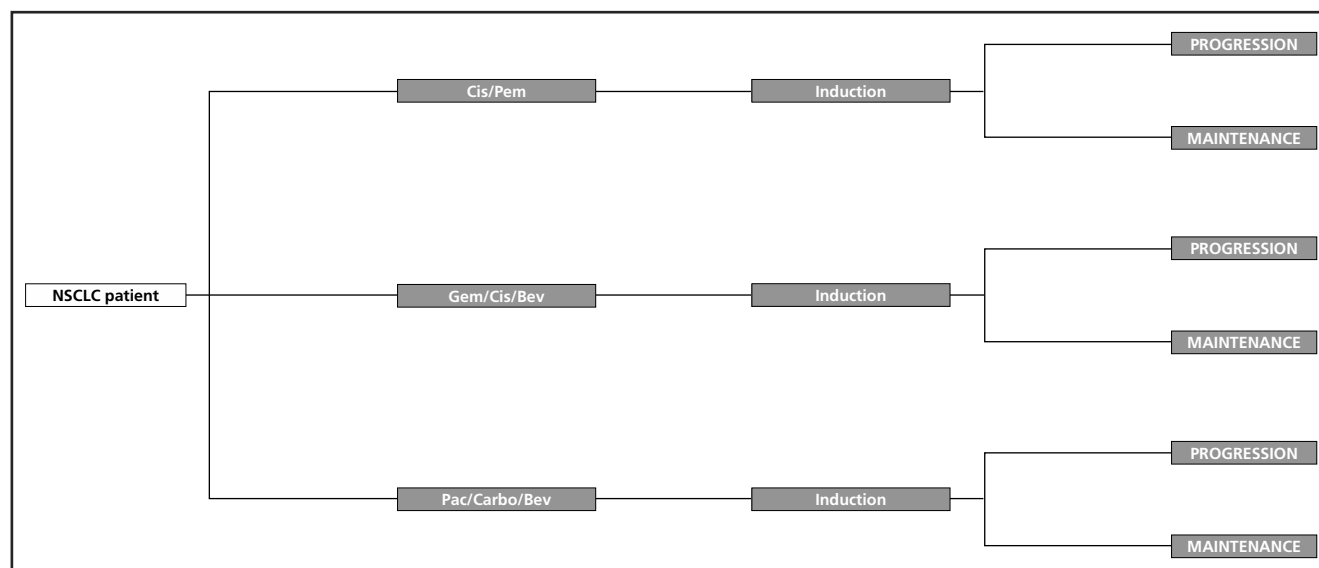 PROGRESSION
Cis/Pem
Induction
MAINTENANCE
PROGRESSION
NSCLC patient
Gem/Cis/Bev
Induction
MAINTENANCE
PROGRESSION
Pac/Carbo/Bev
Induction
MAINTENANCE